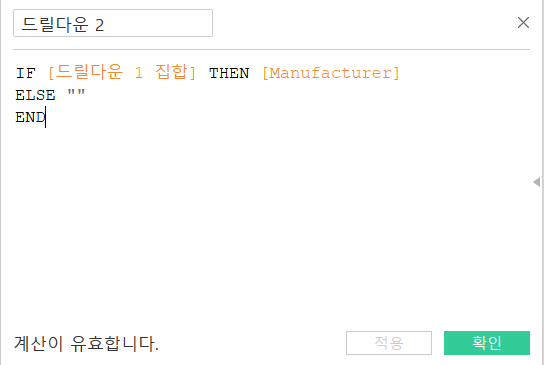 드릴다운 2
IF [드릴다운 1 집합] THEN [Manufacturer]
ELSE ""
END
계산이 유효합니다.
적용
확인